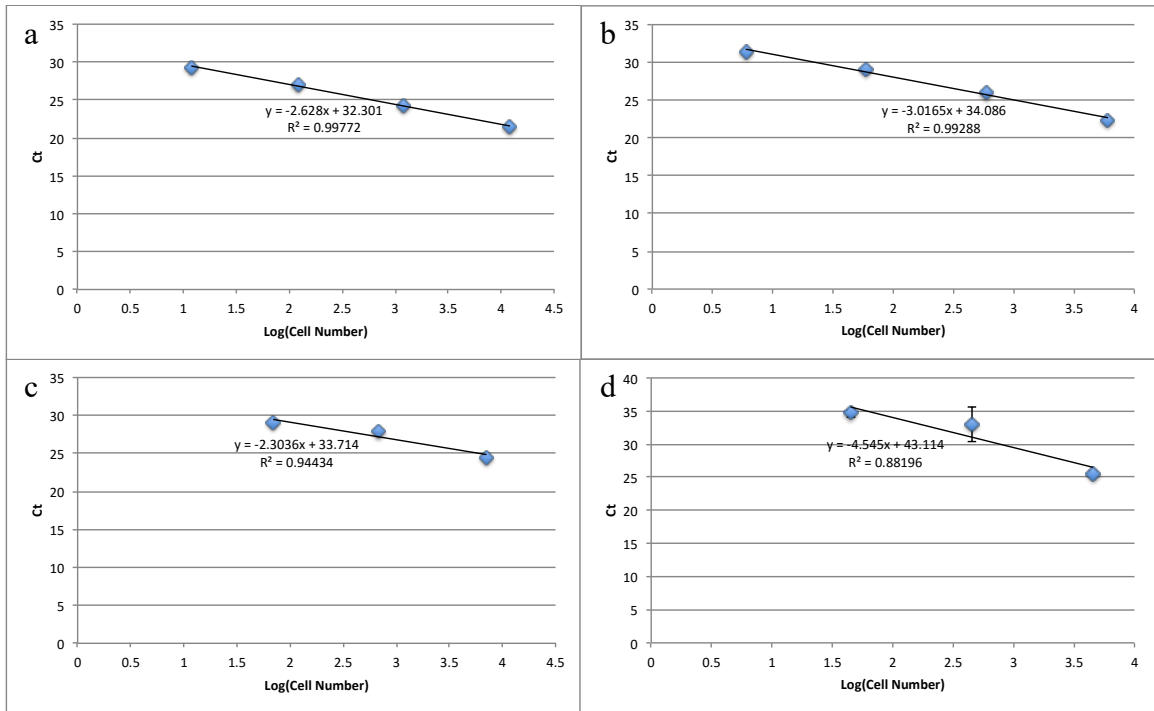 a
35
30
25
20
15
10
5
0
Ct
y = -2.628x + 32.301
R² = 0.99772
0 0.5 1 1.5 2 2.5 3 3.5 4 4.5
Log(Cell Number)
b
35
30
25
20
15
10
5
0
Ct
y = -3.0165x + 34.086
R² = 0.99288
0 0.5 1 1.5 2 2.5 3 3.5 4
Log(Cell Number)
c
35
30
25
20
15
10
5
0
Ct
y = -2.3036x + 33.714
R² = 0.94434
0 0.5 1 1.5 2 2.5 3 3.5 4 4.5
Log(Cell Number)
d
40
35
30
25
20
15
10
5
0
Ct
y = -4.545x + 43.114
R² = 0.88196
0 0.5 1 1.5 2 2.5 3 3.5 4
Log(Cell Number)